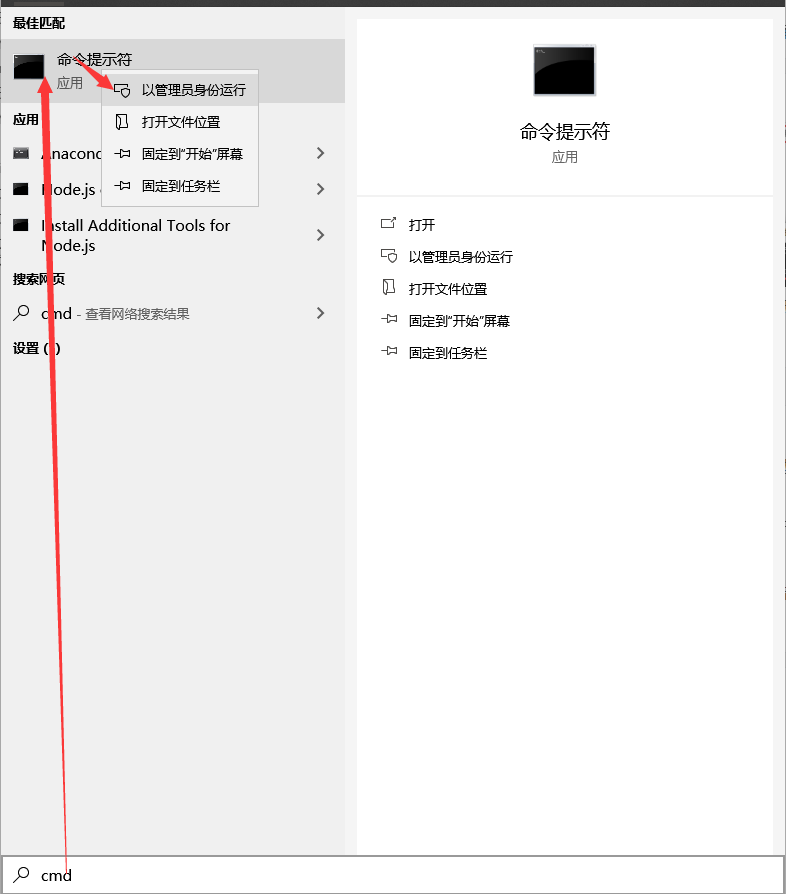 最佳匹配
命令提示符
应用
以管理员身份运行
打开文件位置
固定到"开始"屏幕
固定到任务栏
应用
Node.js
Install Additional Tools for
Node.js
搜索网页
cmd - 查看网络搜索结果
设置
cmd
命令提示符
应用
打开
以管理员身份运行
打开文件位置
固定到"开始"屏幕
固定到任务栏